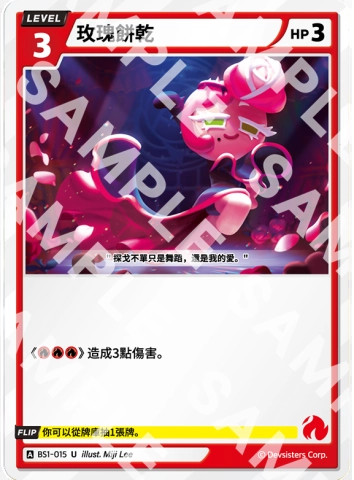 LEVEL
3
玫瑰餅乾
HP 3
"探戈不單只是舞蹈，還是我的愛。"
造成3點傷害。
FLIP 你可以從牌庫抽1張牌。
A BS1-015 U illust. Miji Lee
© Devsisters Corp.
SAMPLE